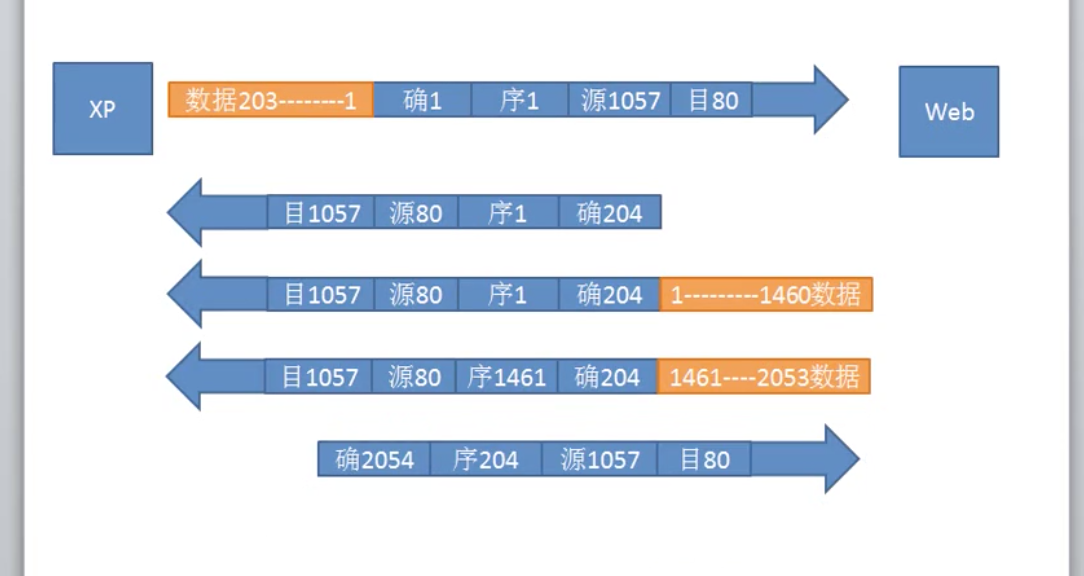 XP 数据203--------1 确1 序1 源1057 目80 Web
目1057 源80 序1 确204
目1057 源80 序1 确204 1---------1460数据
目1057 源80 序1461 确204 1461----2053数据
确2054 序204 源1057 目80